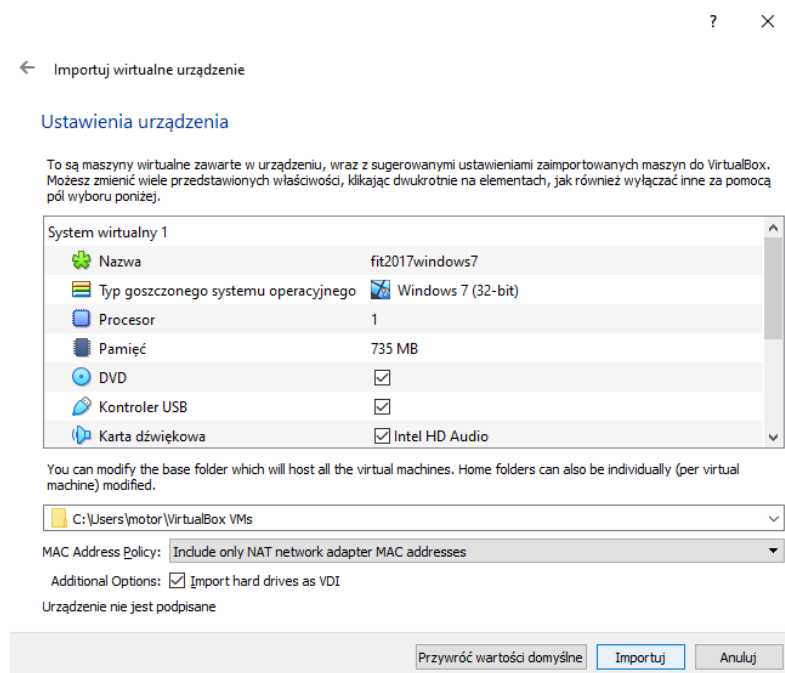 ?
Importuj wirtualne urządzenie
Ustawienia urządzenia
To są maszyny wirtualne zawarte w urządzeniu, wraz z sugerowanymi ustawieniami zaimportowanych maszyn do VirtualBox.
Możesz zmienić wiele przedstawionych właściwości, klikając dwukrotnie na elementach, jak również wyłączać inne za pomocą
pól wyboru poniżej.
System wirtualny 1
Nazwa fit2017windows7
Typ goszczonego systemu operacyjnego Windows 7 (32-bit)
Procesor 1
Pamięć 735 MB
DVD
Kontroler USB
Karta dźwiękowa Intel HD Audio
You can modify the base folder which will host all the virtual machines. Home folders can also be individually (per virtual
machine) modified.
C:\Users\motor\VirtualBox VMs
MAC Address Policy: Include only NAT network adapter MAC addresses
Additional Options: Import hard drives as VDI
Urządzenie nie jest podpisane
Przywróć wartości domyślne Importuj Anuluj